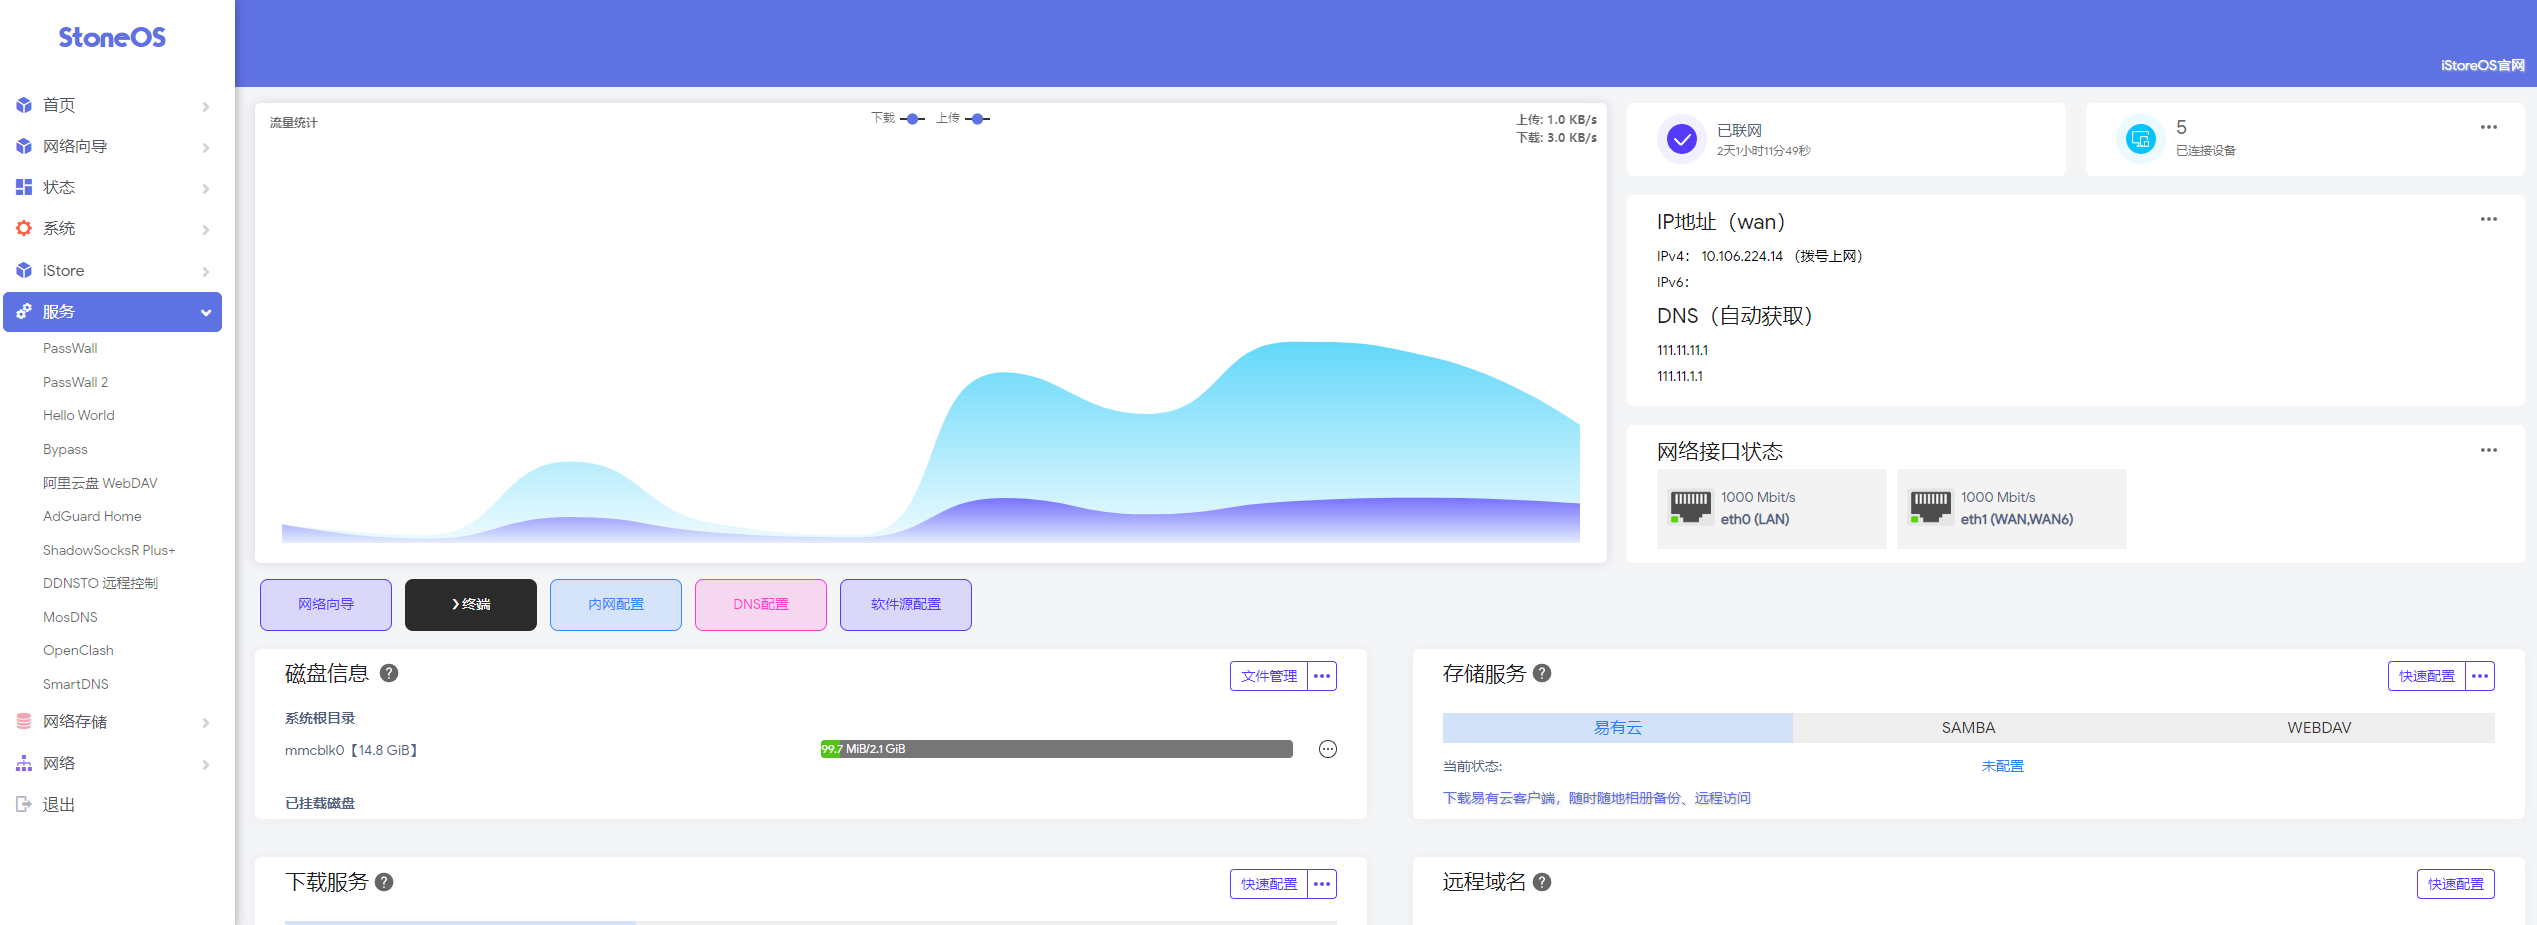 StoneOS
首页
网络向导
状态
系统
iStore
服务
PassWall
PassWall 2
Hello World
Bypass
阿里云盘 WebDAV
AdGuard Home
ShadowSocksR Plus+
DDNSTO 远程控制
MosDNS
OpenClash
SmartDNS
网络存储
网络
退出
iStoreOS官网
流量统计
下载 上传
上传: 1.0 KB/s
下载: 3.0 KB/s
已联网
2天1小时11分49秒
5
已连接设备
IP地址（wan）
IPv4： 10.106.224.14 （拨号上网）
IPv6：
DNS（自动获取）
111.11.11.1
111.11.1.1
网络接口状态
1000 Mbit/s
eth0 (LAN)
1000 Mbit/s
eth1 (WAN,WAN6)
网络向导
❯ 终端
内网配置
DNS配置
软件源配置
磁盘信息 ?
文件管理
系统根目录
mmcblk0【14.8 GiB】
99.7 MiB/2.1 GiB
已挂载磁盘
存储服务 ?
快速配置
易有云 SAMBA WEBDAV
当前状态: 未配置
下载易有云客户端，随时随地相册备份、远程访问
下载服务 ?
快速配置
远程域名 ?
快速配置